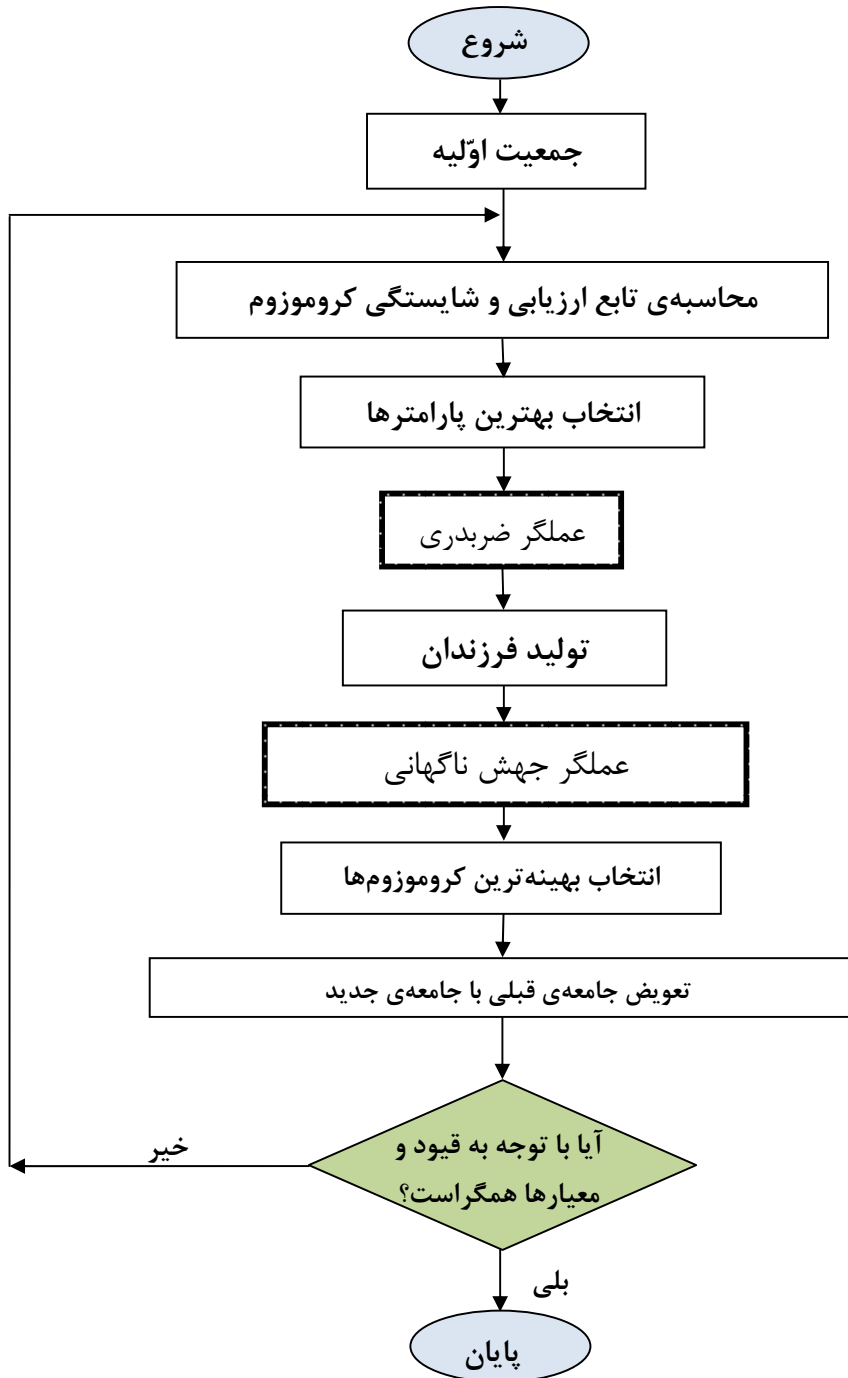 شروع
جمعیت اوّلیه
محاسبه‌ی تابع ارزیابی و شایستگی کروموزوم
انتخاب بهترین پارامترها
عملگر ضربدری
تولید فرزندان
عملگر جهش ناگهانی
انتخاب بهینه‌ترین کروموزوم‌ها
تعویض جامعه‌ی قبلی با جامعه‌ی جدید
آیا با توجه به قیود و
معیارها همگراست؟
خیر
بلی
پایان